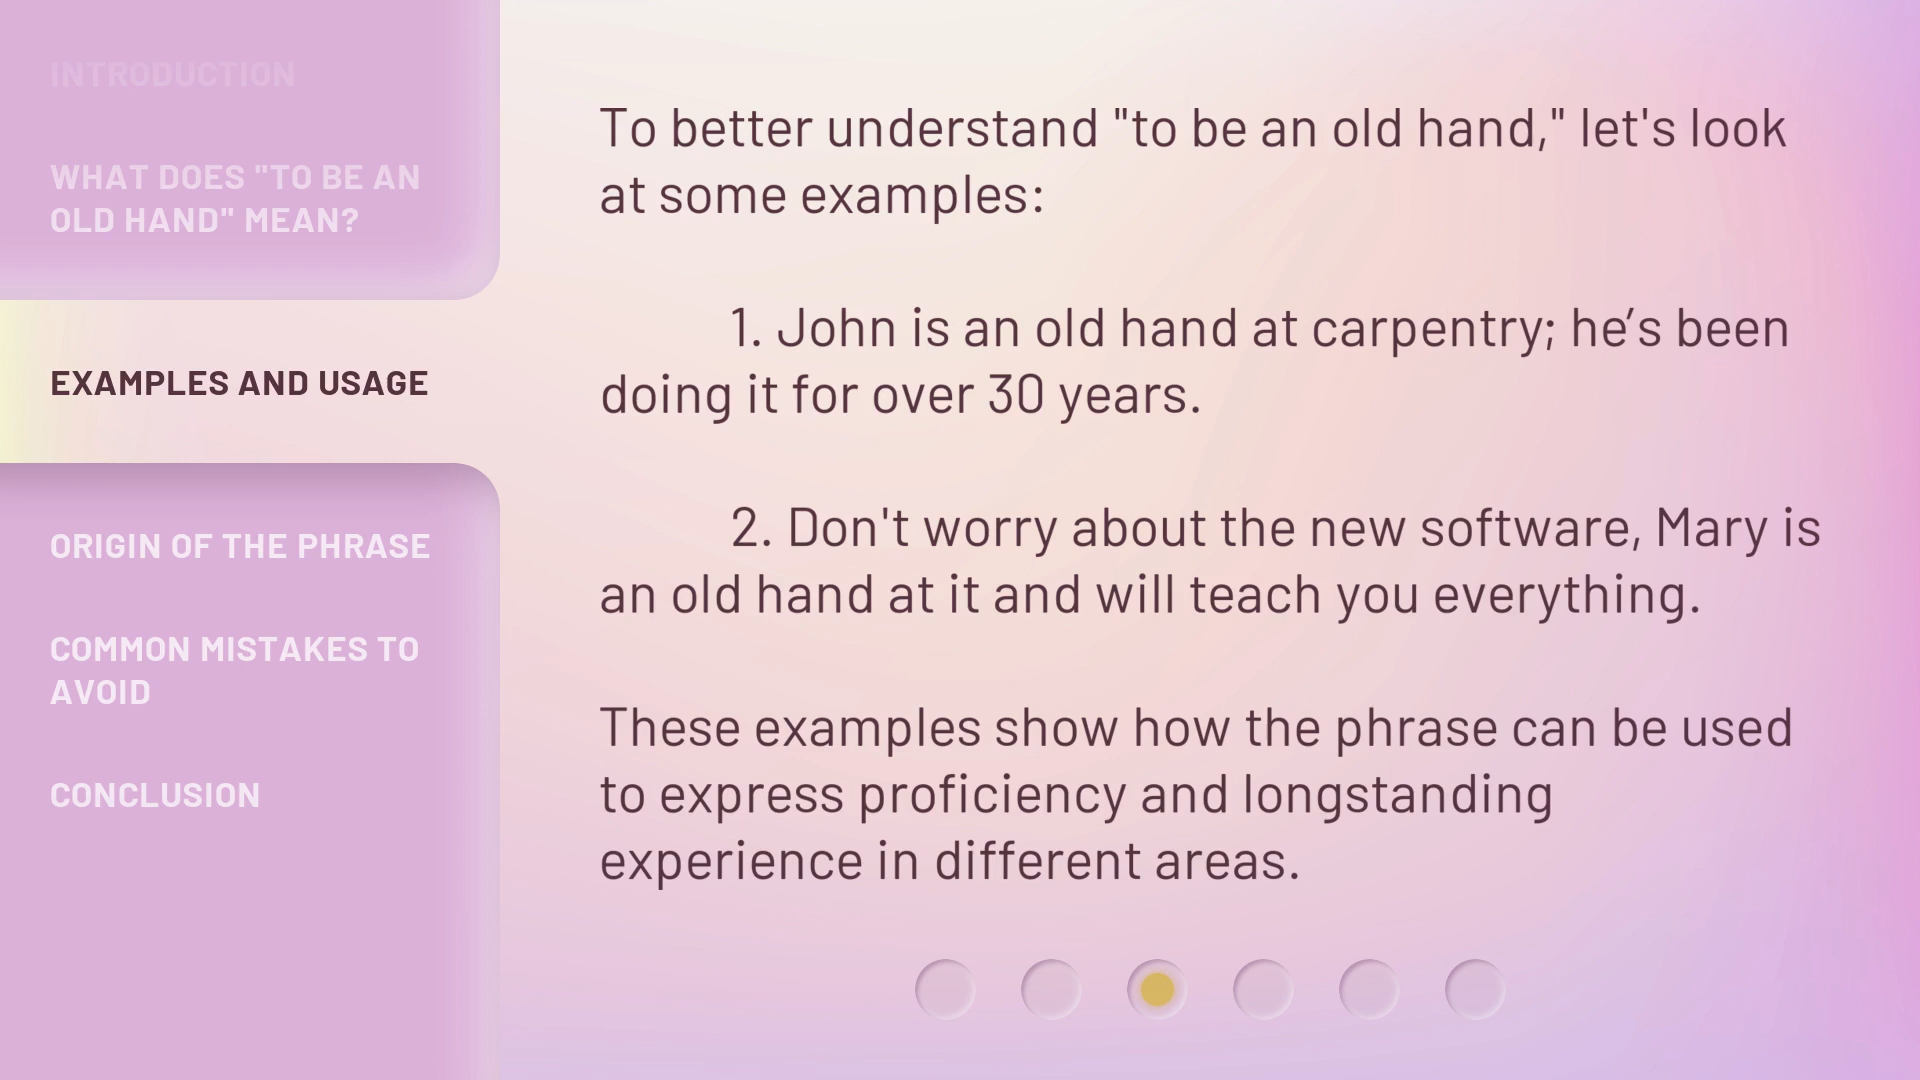 INTRODUCTION
WHAT DOES "TO BE AN
OLD HAND" MEAN?
EXAMPLES AND USAGE
ORIGIN OF THE PHRASE
COMMON MISTAKES TO
AVOID
CONCLUSION
To better understand "to be an old hand," let's look
at some examples:
1. John is an old hand at carpentry; he’s been
doing it for over 30 years.
2. Don't worry about the new software, Mary is
an old hand at it and will teach you everything.
These examples show how the phrase can be used
to express proficiency and longstanding
experience in different areas.